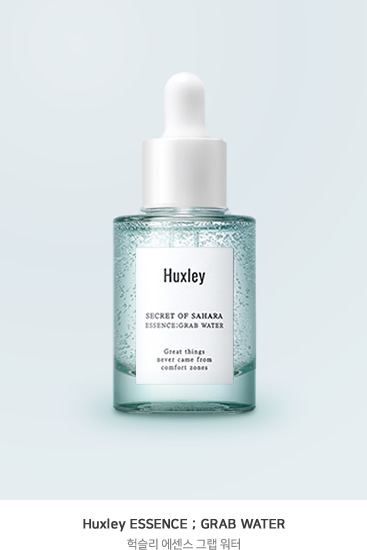 Huxley
SECRET OF SAHARA
ESSENCE;GRAB WATER
Great things
never came from
comfort zones
Huxley ESSENCE ; GRAB WATER
헉슬리 에센스 그랩 워터